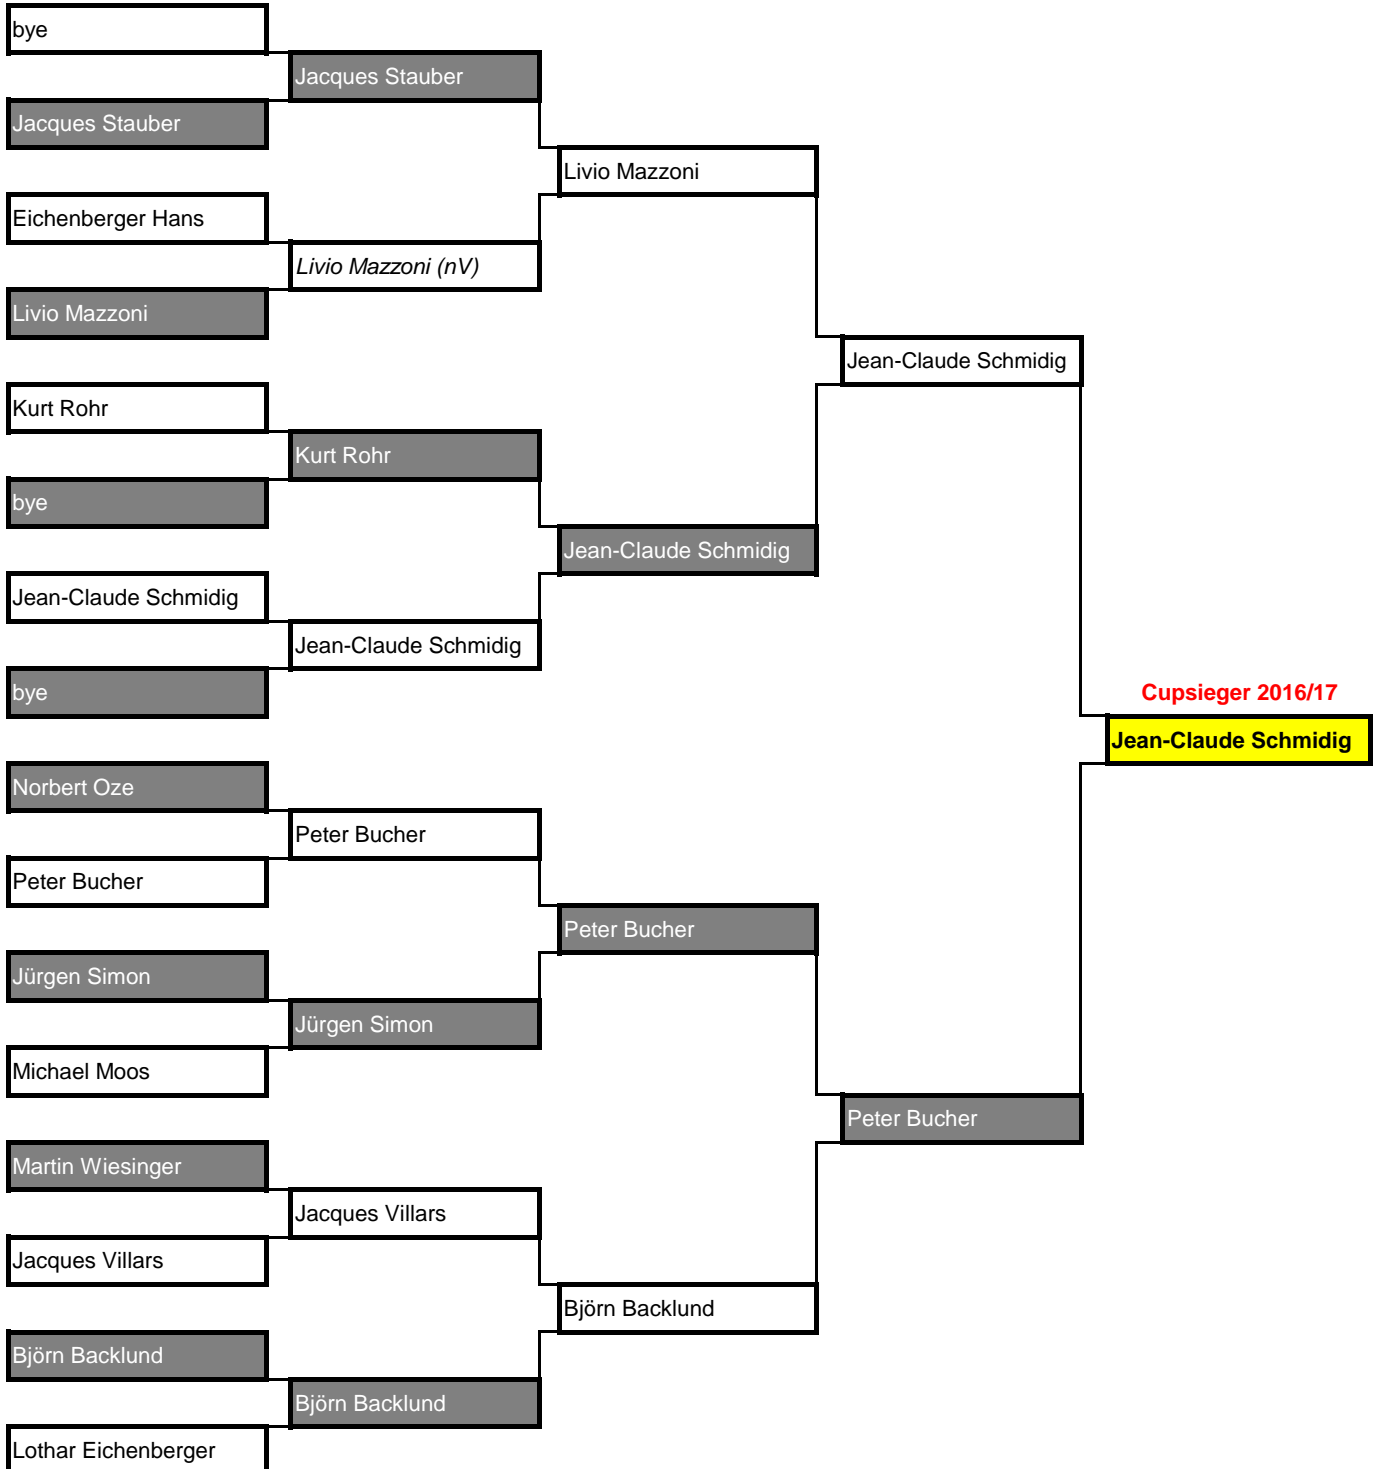 bye
Jacques Stauber
Jacques Stauber
Livio Mazzoni
Eichenberger Hans
Livio Mazzoni (nV)
Livio Mazzoni
Jean-Claude Schmidig
Kurt Rohr
Kurt Rohr
bye
Jean-Claude Schmidig
Jean-Claude Schmidig
Jean-Claude Schmidig
bye
Cupsieger 2016/17
Jean-Claude Schmidig
Norbert Oze
Peter Bucher
Peter Bucher
Peter Bucher
Jürgen Simon
Jürgen Simon
Michael Moos
Peter Bucher
Martin Wiesinger
Jacques Villars
Jacques Villars
Björn Backlund
Björn Backlund
Björn Backlund
Lothar Eichenberger